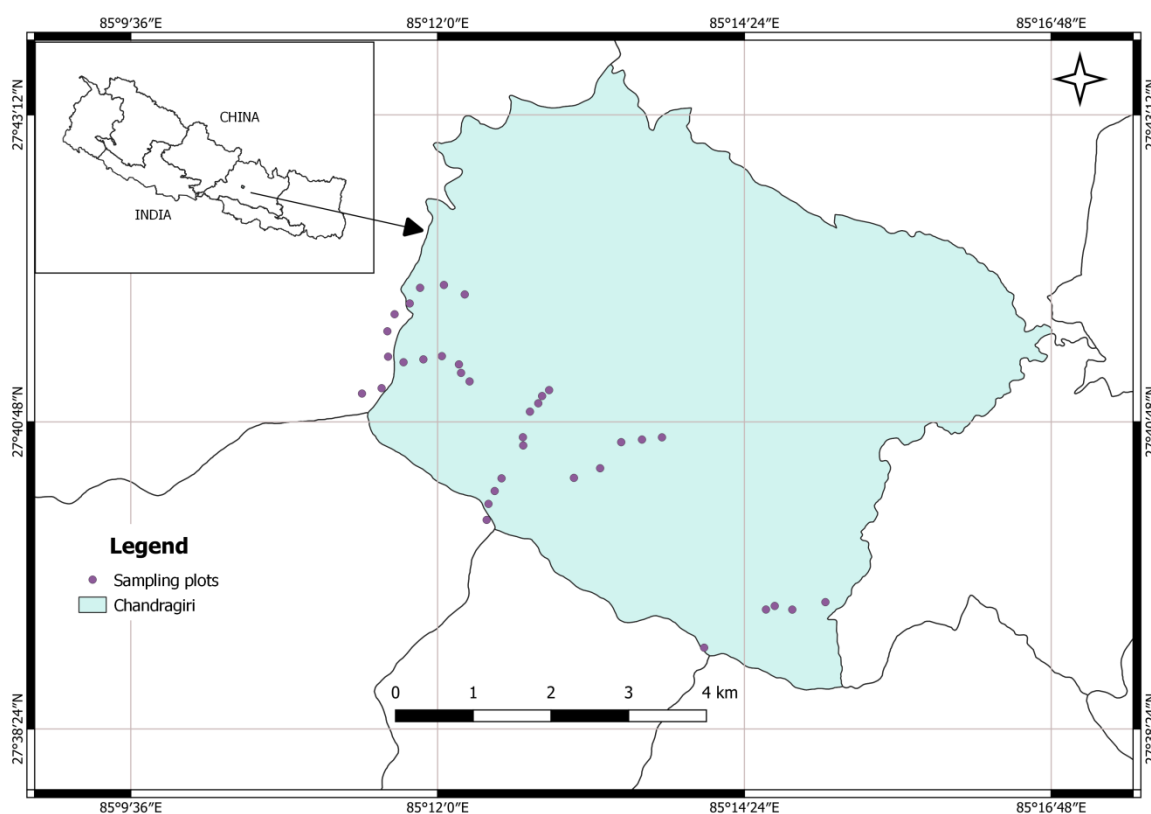 85°9′36″E 85°12′0″E 85°14′24″E 85°16′48″E
27°43′12″N
27°43′12″N
CHINA
INDIA
27°40′48″N
27°40′48″N
Legend
Sampling plots
Chandragiri
0 1 2 3 4 km
27°38′24″N
27°38′24″N
85°9′36″E 85°12′0″E 85°14′24″E 85°16′48″E